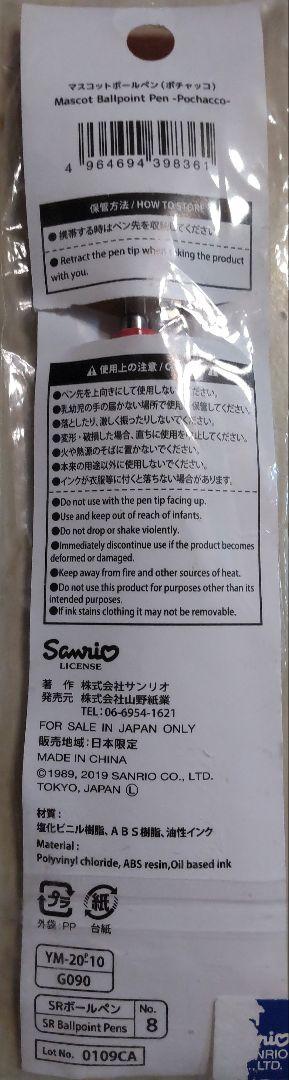 マスコットボールペン(ポチャッコ)
Mascot Ballpoint Pen -Pochacco-
4 964694 398361
保管方法 / HOW TO STORE
●携帯する時はペン先を収納してください。
●Retract the pen tip when taking the product
with you.
使用上の注意 /
●ペン先を上向きにして使用しないでください。
●乳幼児の手の届かない場所で使用、保管してください。
●落としたり、激しく振ったりしないでください。
●変形・破損した場合、直ちに使用を中止してください。
●火や熱源のそばに置かないでください。
●本来の用途以外に使用しないでください。
●インクが衣服等に付くと落ちない場合があります。
●Do not use with the pen tip facing up.
●Use and keep out of reach of infants.
●Do not drop or shake violently.
●Immediately discontinue use if the product becomes
deformed or damaged.
●Keep away from fire and other sources of heat.
●Do not use this product for purposes other than its
intended purposes.
●If ink stains clothing it may not be removable.
Sanrio
LICENSE
著 作 株式会社サンリオ
発売元 株式会社山野紙業
TEL:06-6954-1621
FOR SALE IN JAPAN ONLY
販売地域:日本限定
MADE IN CHINA
©1989, 2019 SANRIO CO., LTD.
TOKYO, JAPAN Ⓛ
材質:
塩化ビニル樹脂、ABS樹脂、油性インク
Material :
Polyvinyl chloride, ABS resin,Oil based ink
プラ 紙
外袋:PP 台紙
YM-20 10
G090
SRボールペン No.
SR Ballpoint Pens 8
Lot No. 0109CA
LTD.